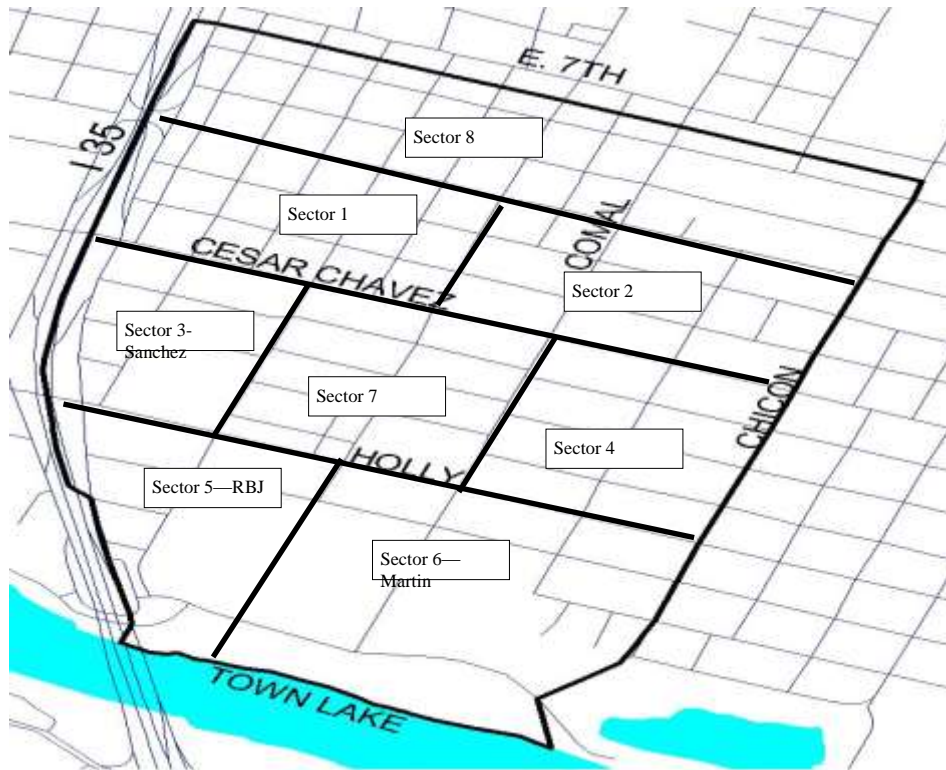 E. 7TH
I 35
Sector 8
Sector 1
COMAL
CESAR CHAVEZ
Sector 2
Sector 3-
Sanchez
Sector 7
CHICON
Sector 4
HOLLY
Sector 5—RBJ
Sector 6—
Martin
TOWN LAKE